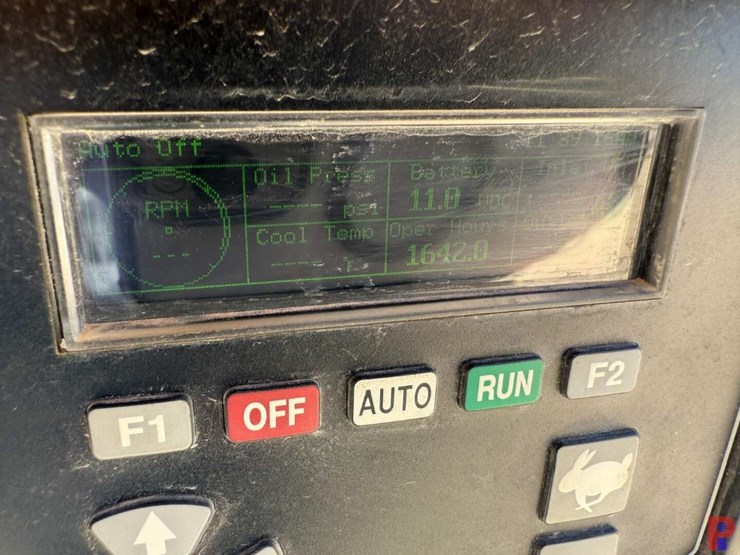 Auto Off
Oil Press Battery
RPM ---- psi 11.0 VDC
Cool Temp Oper Hours
--- ---- F 1642.0
F1 OFF AUTO RUN F2